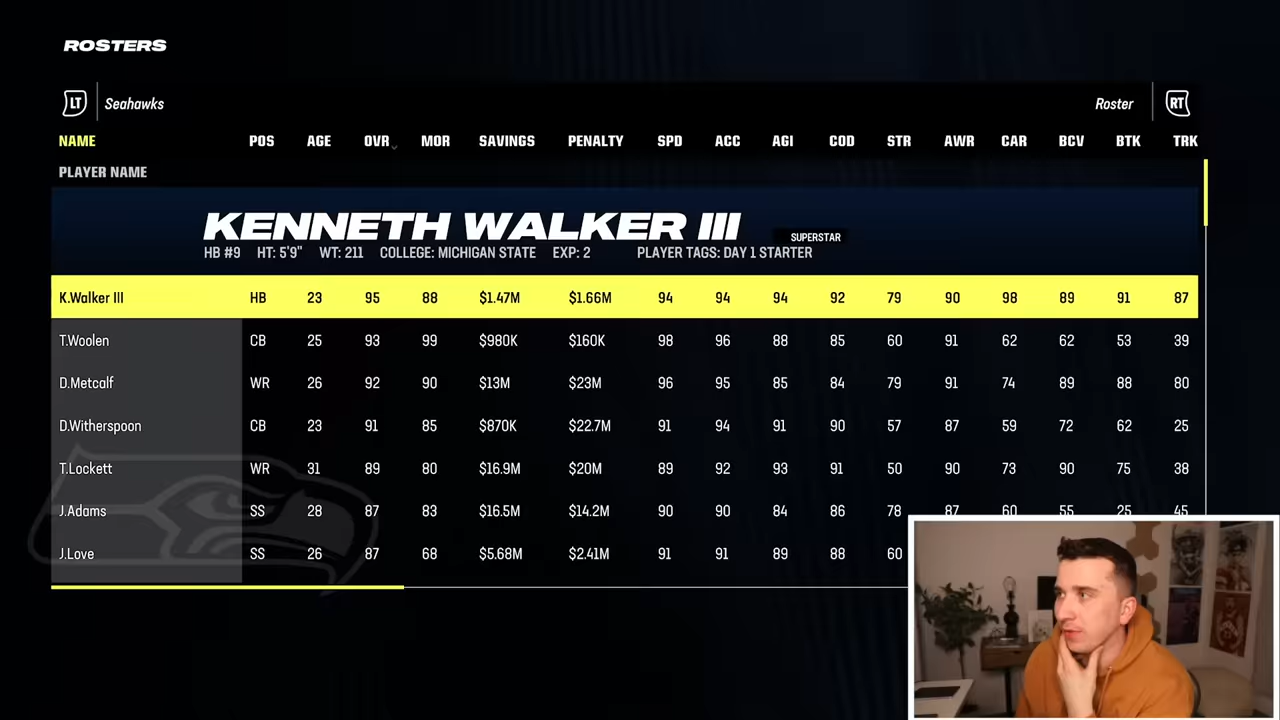 ROSTERS
LT Seahawks Roster RT
NAME POS AGE OVR MOR SAVINGS PENALTY SPD ACC AGI COD STR AWR CAR BCV BTK TRK
PLAYER NAME
KENNETH WALKER III SUPERSTAR
HB #9 HT: 5'9" WT: 211 COLLEGE: MICHIGAN STATE EXP: 2 PLAYER TAGS: DAY 1 STARTER
K.Walker III HB 23 95 88 $1.47M $1.66M 94 94 94 92 79 90 98 89 91 87
T.Woolen CB 25 93 99 $980K $160K 98 96 88 85 60 91 62 62 53 39
D.Metcalf WR 26 92 90 $13M $23M 96 95 85 84 79 91 74 89 88 80
D.Witherspoon CB 23 91 85 $870K $22.7M 91 94 91 90 57 87 59 72 62 25
T.Lockett WR 31 89 80 $16.9M $20M 89 92 93 91 50 90 73 90 75 38
J.Adams SS 28 87 83 $16.5M $14.2M 90 90 84 86 78 87 60 55 25 45
J.Love SS 26 87 68 $5.68M $2.41M 91 91 89 88 60